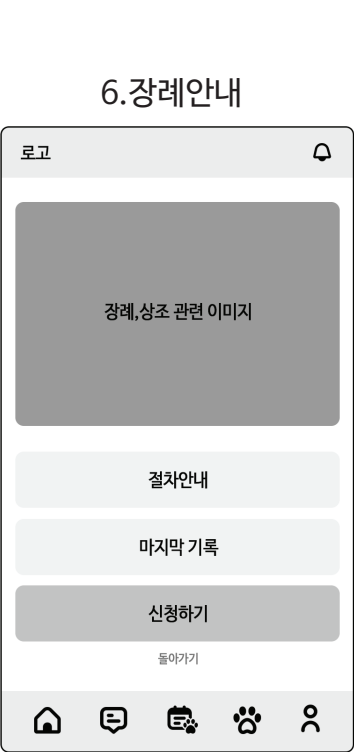 6.장례안내
로고
장례,상조 관련 이미지
절차안내
마지막 기록
신청하기
돌아가기